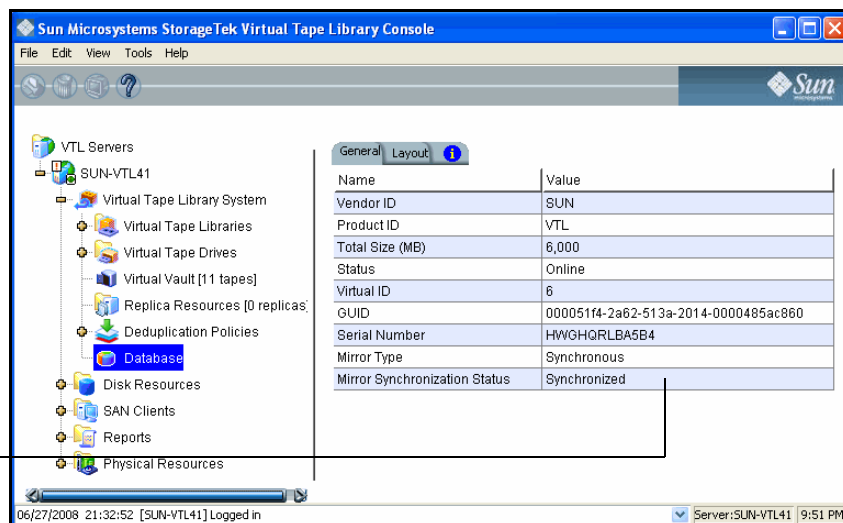 Sun Microsystems StorageTek Virtual Tape Library Console
File Edit View Tools Help
Sun
microsystems
VTL Servers
SUN-VTL41
Virtual Tape Library System
Virtual Tape Libraries
Virtual Tape Drives
Virtual Vault [11 tapes]
Replica Resources [0 replicas]
Deduplication Policies
Database
Disk Resources
SAN Clients
Reports
Physical Resources
General Layout
Name Value
Vendor ID SUN
Product ID VTL
Total Size (MB) 6,000
Status Online
Virtual ID 6
GUID 000051f4-2a62-513a-2014-0000485ac860
Serial Number HWGHQRLBA5B4
Mirror Type Synchronous
Mirror Synchronization Status Synchronized
06/27/2008 21:32:52 [SUN-VTL41] Logged in Server:SUN-VTL41 9:51 PM